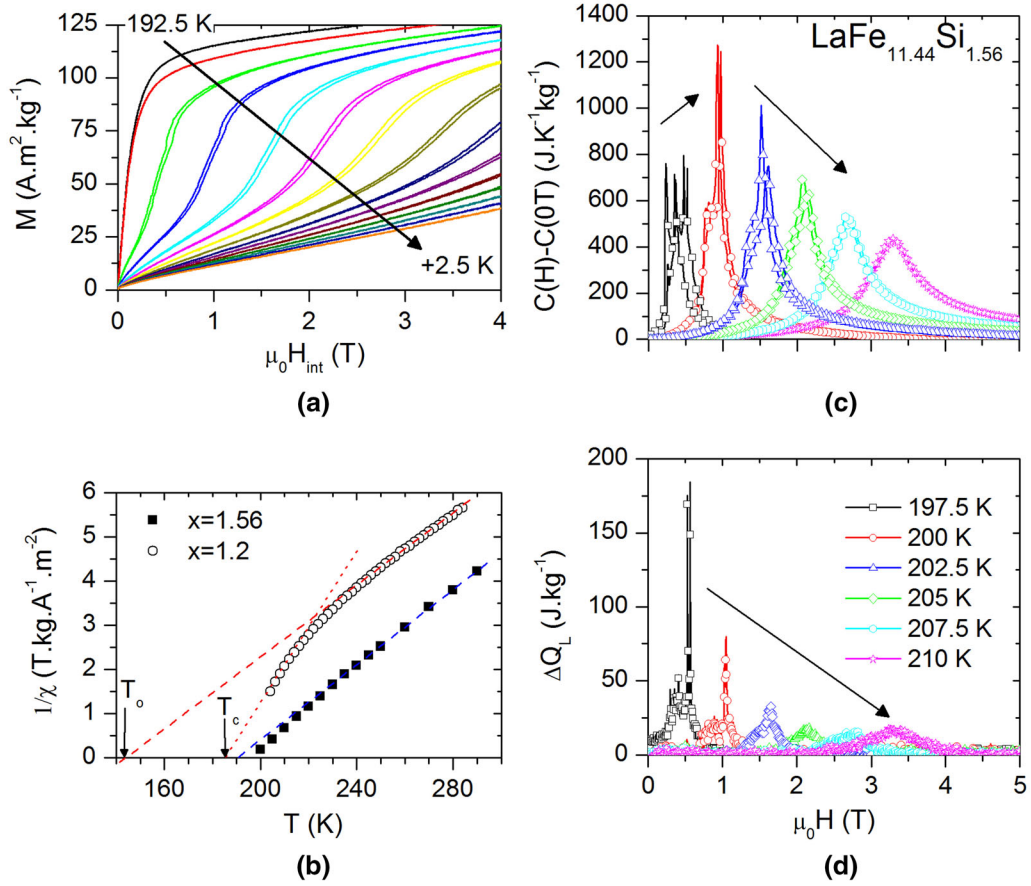 125
100
75
50
25
0
M (A.m².kg⁻¹)
192.5 K
+2.5 K
0 1 2 3 4
μ₀H_int (T)
(a)
1400
1200
1000
800
600
400
200
0
C(H)-C(0T) (J.K⁻¹kg⁻¹)
LaFe₁₁.₄₄Si₁.₅₆
(c)
6
5
4
3
2
1
0
1/χ (T.kg.A⁻¹.m⁻²)
x=1.56
x=1.2
T_o
T_c
160 200 240 280
T (K)
(b)
200
150
100
50
0
ΔQ_L (J.kg⁻¹)
197.5 K
200 K
202.5 K
205 K
207.5 K
210 K
0 1 2 3 4 5
μ₀H (T)
(d)